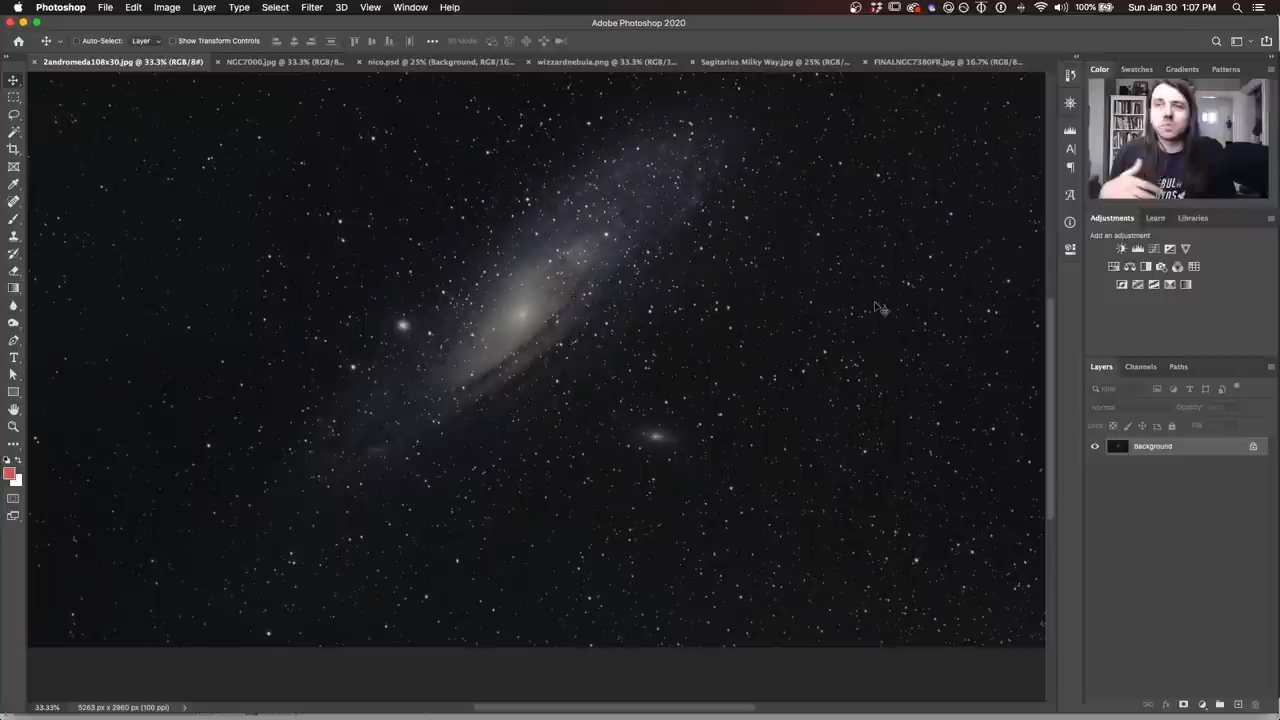 Photoshop File Edit Image Layer Type Select Filter 3D View Window Help 100% Sun Jan 30 1:07 PM
Adobe Photoshop 2020
Auto-Select: Layer Show Transform Controls ••• 3D Mode:
2andromeda108x30.jpg @ 33.3% (RGB/8#) NGC7000.jpg @ 33.3% (RGB/8... nico.psd @ 25% (Background, RGB/16... wizzardnebula.png @ 33.3% (RGB/1... Sagitarius Milky Way.jpg @ 25% (RGB/... FINALNGC7380FR.jpg @ 16.7% (RGB/8...
Color Swatches Gradients Patterns
Adjustments Learn Libraries
Add an adjustment
Layers Channels Paths
Kind
Normal Opacity:
Lock: Fill:
Background
33.33% 5263 px x 2960 px (100 ppi)